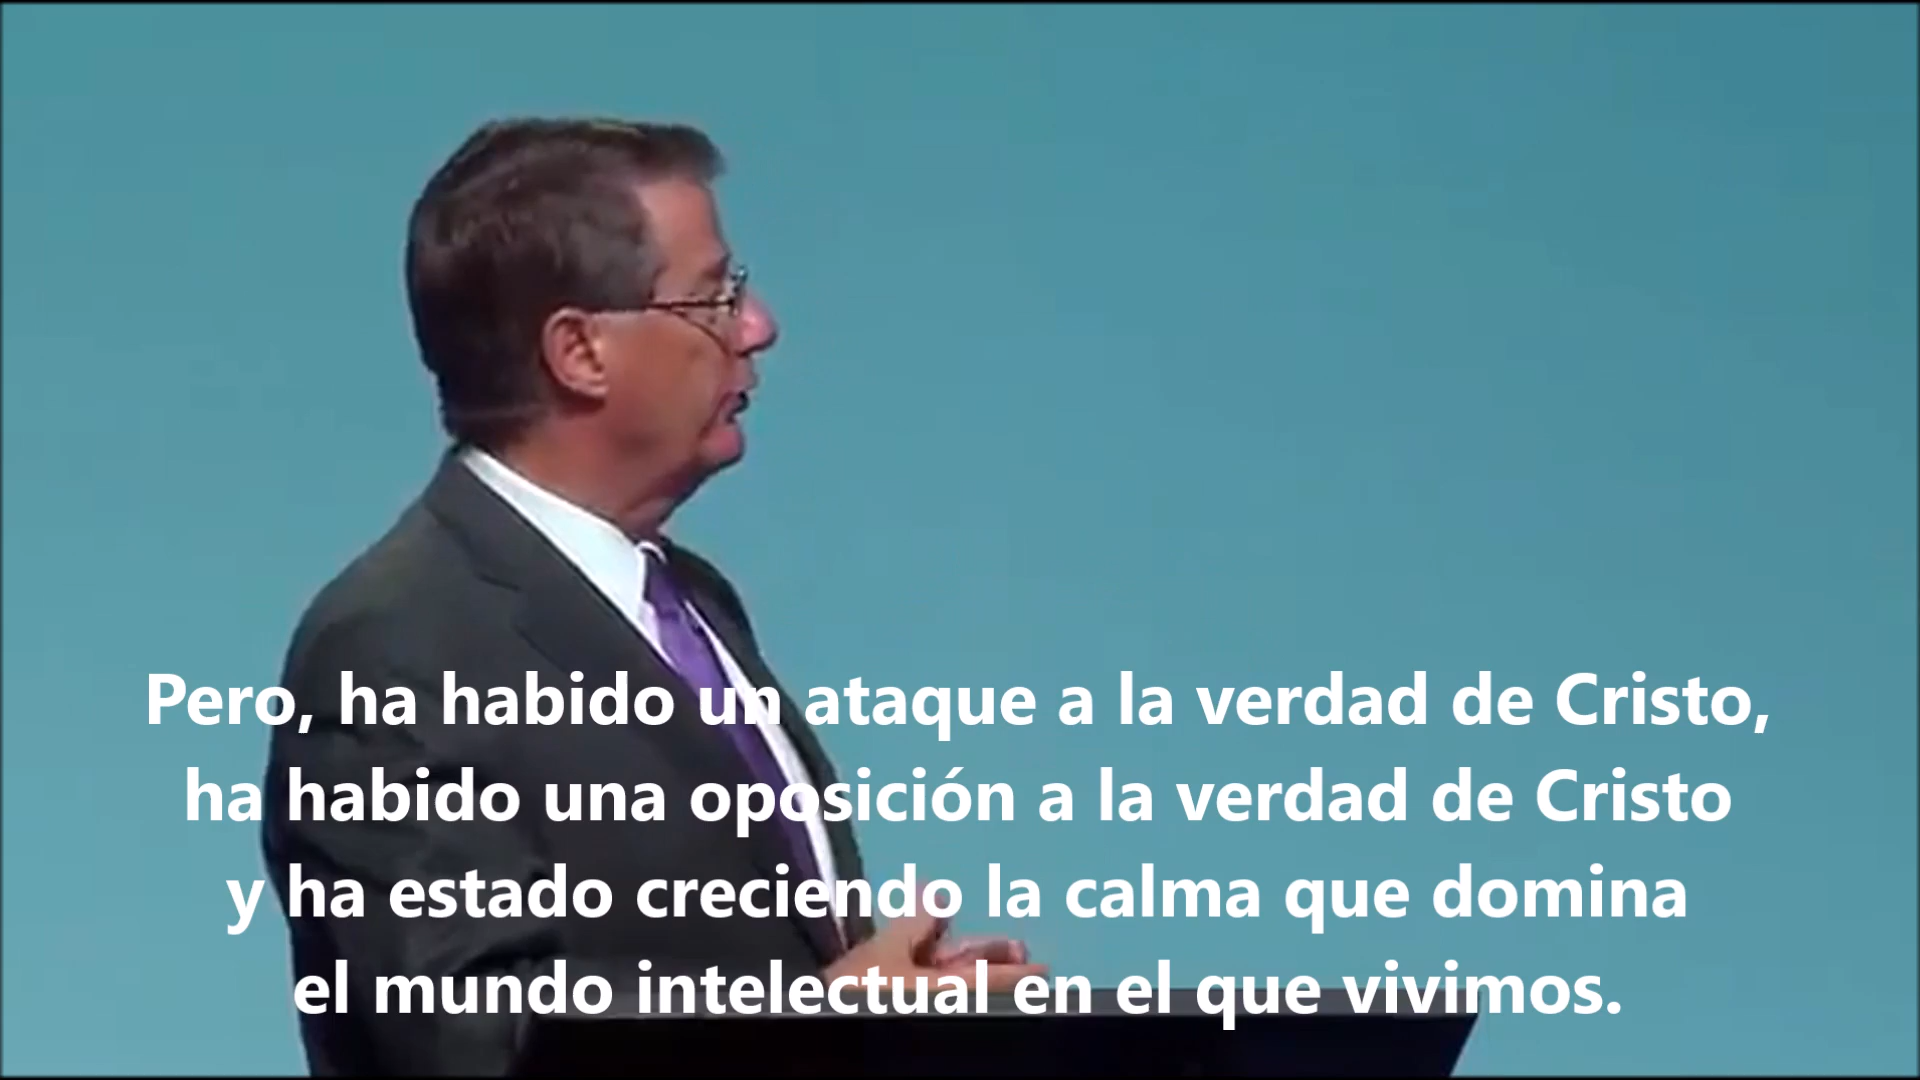 Pero, ha habido un ataque a la verdad de Cristo,
ha habido una oposición a la verdad de Cristo
y ha estado creciendo la calma que domina
el mundo intelectual en el que vivimos.